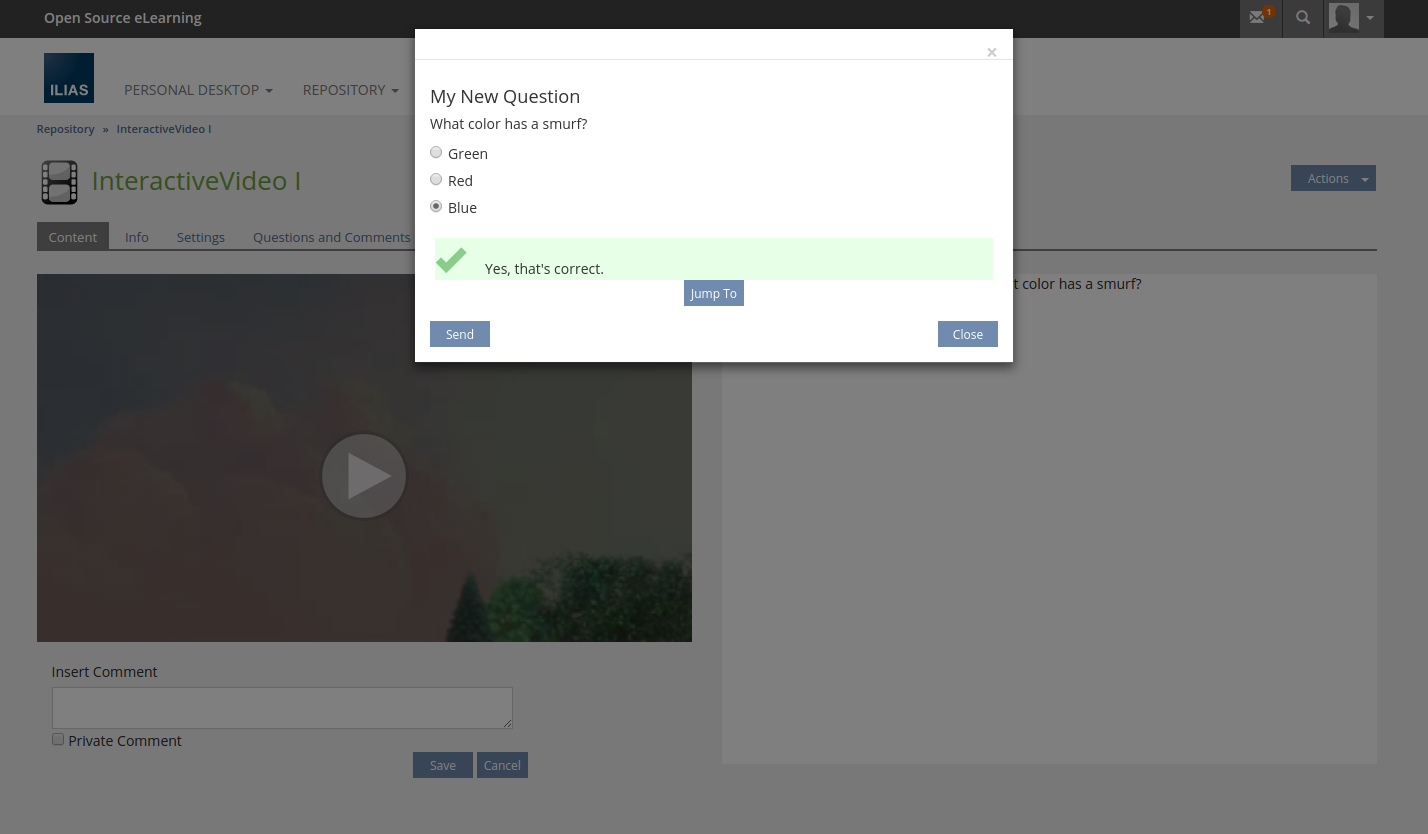 Open Source eLearning
1
×
ILIAS
PERSONAL DESKTOP
REPOSITORY
My New Question
What color has a smurf?
Green
Red
Blue
Yes, that's correct.
Jump To
Send
Close
Repository » InteractiveVideo I
InteractiveVideo I
Actions
Content
Info
Settings
Questions and Comments
t color has a smurf?
Insert Comment
Private Comment
Save
Cancel